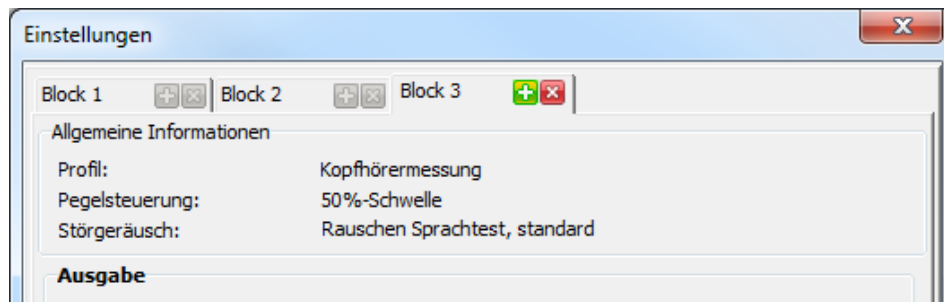 Einstellungen
Block 1 Block 2 Block 3
Allgemeine Informationen
Profil: Kopfhörermessung
Pegelsteuerung: 50%-Schwelle
Störgeräusch: Rauschen Sprachtest, standard
Ausgabe